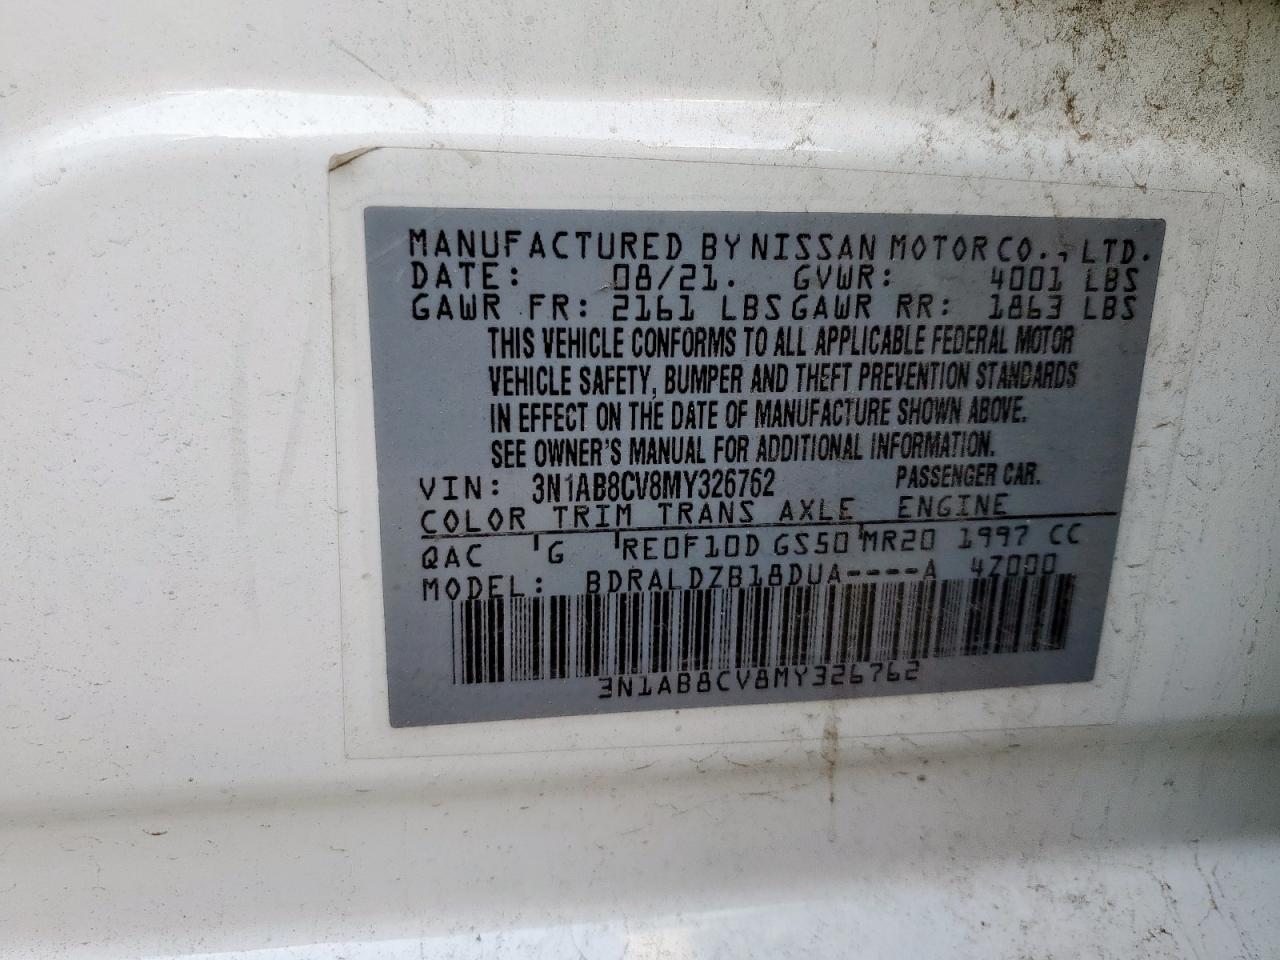 MANUFACTURED BY NISSAN MOTOR CO., LTD.
DATE: 08/21. GVWR: 4001 LBS
GAWR FR: 2161 LBS GAWR RR: 1863 LBS
THIS VEHICLE CONFORMS TO ALL APPLICABLE FEDERAL MOTOR
VEHICLE SAFETY, BUMPER AND THEFT PREVENTION STANDARDS
IN EFFECT ON THE DATE OF MANUFACTURE SHOWN ABOVE.
SEE OWNER'S MANUAL FOR ADDITIONAL INFORMATION.
VIN: 3N1AB8CV8MY326762 PASSENGER CAR.
COLOR TRIM TRANS AXLE ENGINE
QAC 'G 'RE0F10D GS50'MR20 1997 CC
MODEL: BDRALDZB18DUA----A 4Z000
3N1AB8CV8MY326762